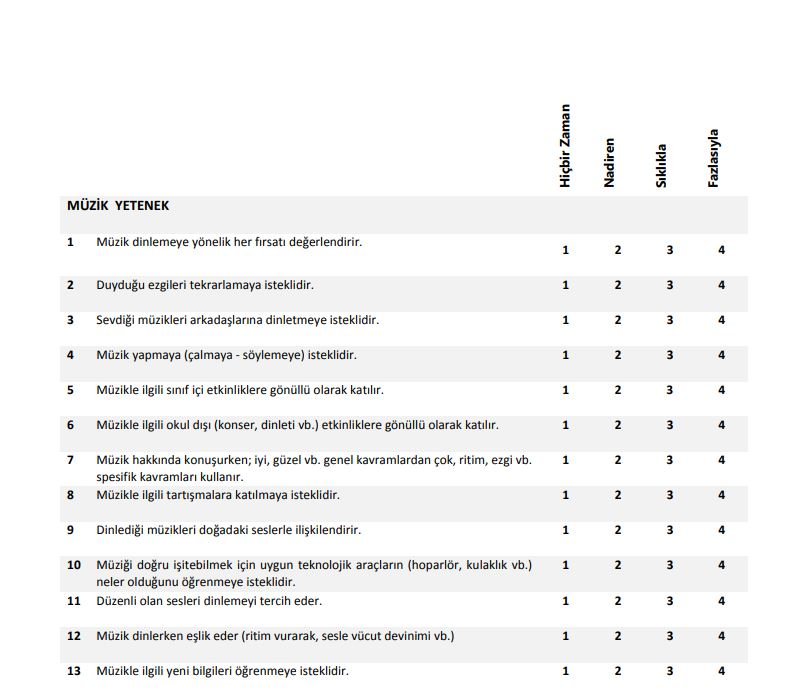 Hiçbir Zaman
Nadiren
Sıklıkla
Fazlasıyla
MÜZİK YETENEK
1 Müzik dinlemeye yönelik her fırsatı değerlendirir. 1 2 3 4
2 Duyduğu ezgileri tekrarlamaya isteklidir. 1 2 3 4
3 Sevdiği müzikleri arkadaşlarına dinletmeye isteklidir. 1 2 3 4
4 Müzik yapmaya (çalmaya - söylemeye) isteklidir. 1 2 3 4
5 Müzikle ilgili sınıf içi etkinliklere gönüllü olarak katılır. 1 2 3 4
6 Müzikle ilgili okul dışı (konser, dinleti vb.) etkinliklere gönüllü olarak katılır. 1 2 3 4
7 Müzik hakkında konuşurken; iyi, güzel vb. genel kavramlardan çok, ritim, ezgi vb. 1 2 3 4
spesifik kavramları kullanır.
8 Müzikle ilgili tartışmalara katılmaya isteklidir. 1 2 3 4
9 Dinlediği müzikleri doğadaki seslerle ilişkilendirir. 1 2 3 4
10 Müziği doğru işitebilmek için uygun teknolojik araçların (hoparlör, kulaklık vb.) 1 2 3 4
neler olduğunu öğrenmeye isteklidir.
11 Düzenli olan sesleri dinlemeyi tercih eder. 1 2 3 4
12 Müzik dinlerken eşlik eder (ritim vurarak, sesle vücut devinimi vb.) 1 2 3 4
13 Müzikle ilgili yeni bilgileri öğrenmeye isteklidir. 1 2 3 4